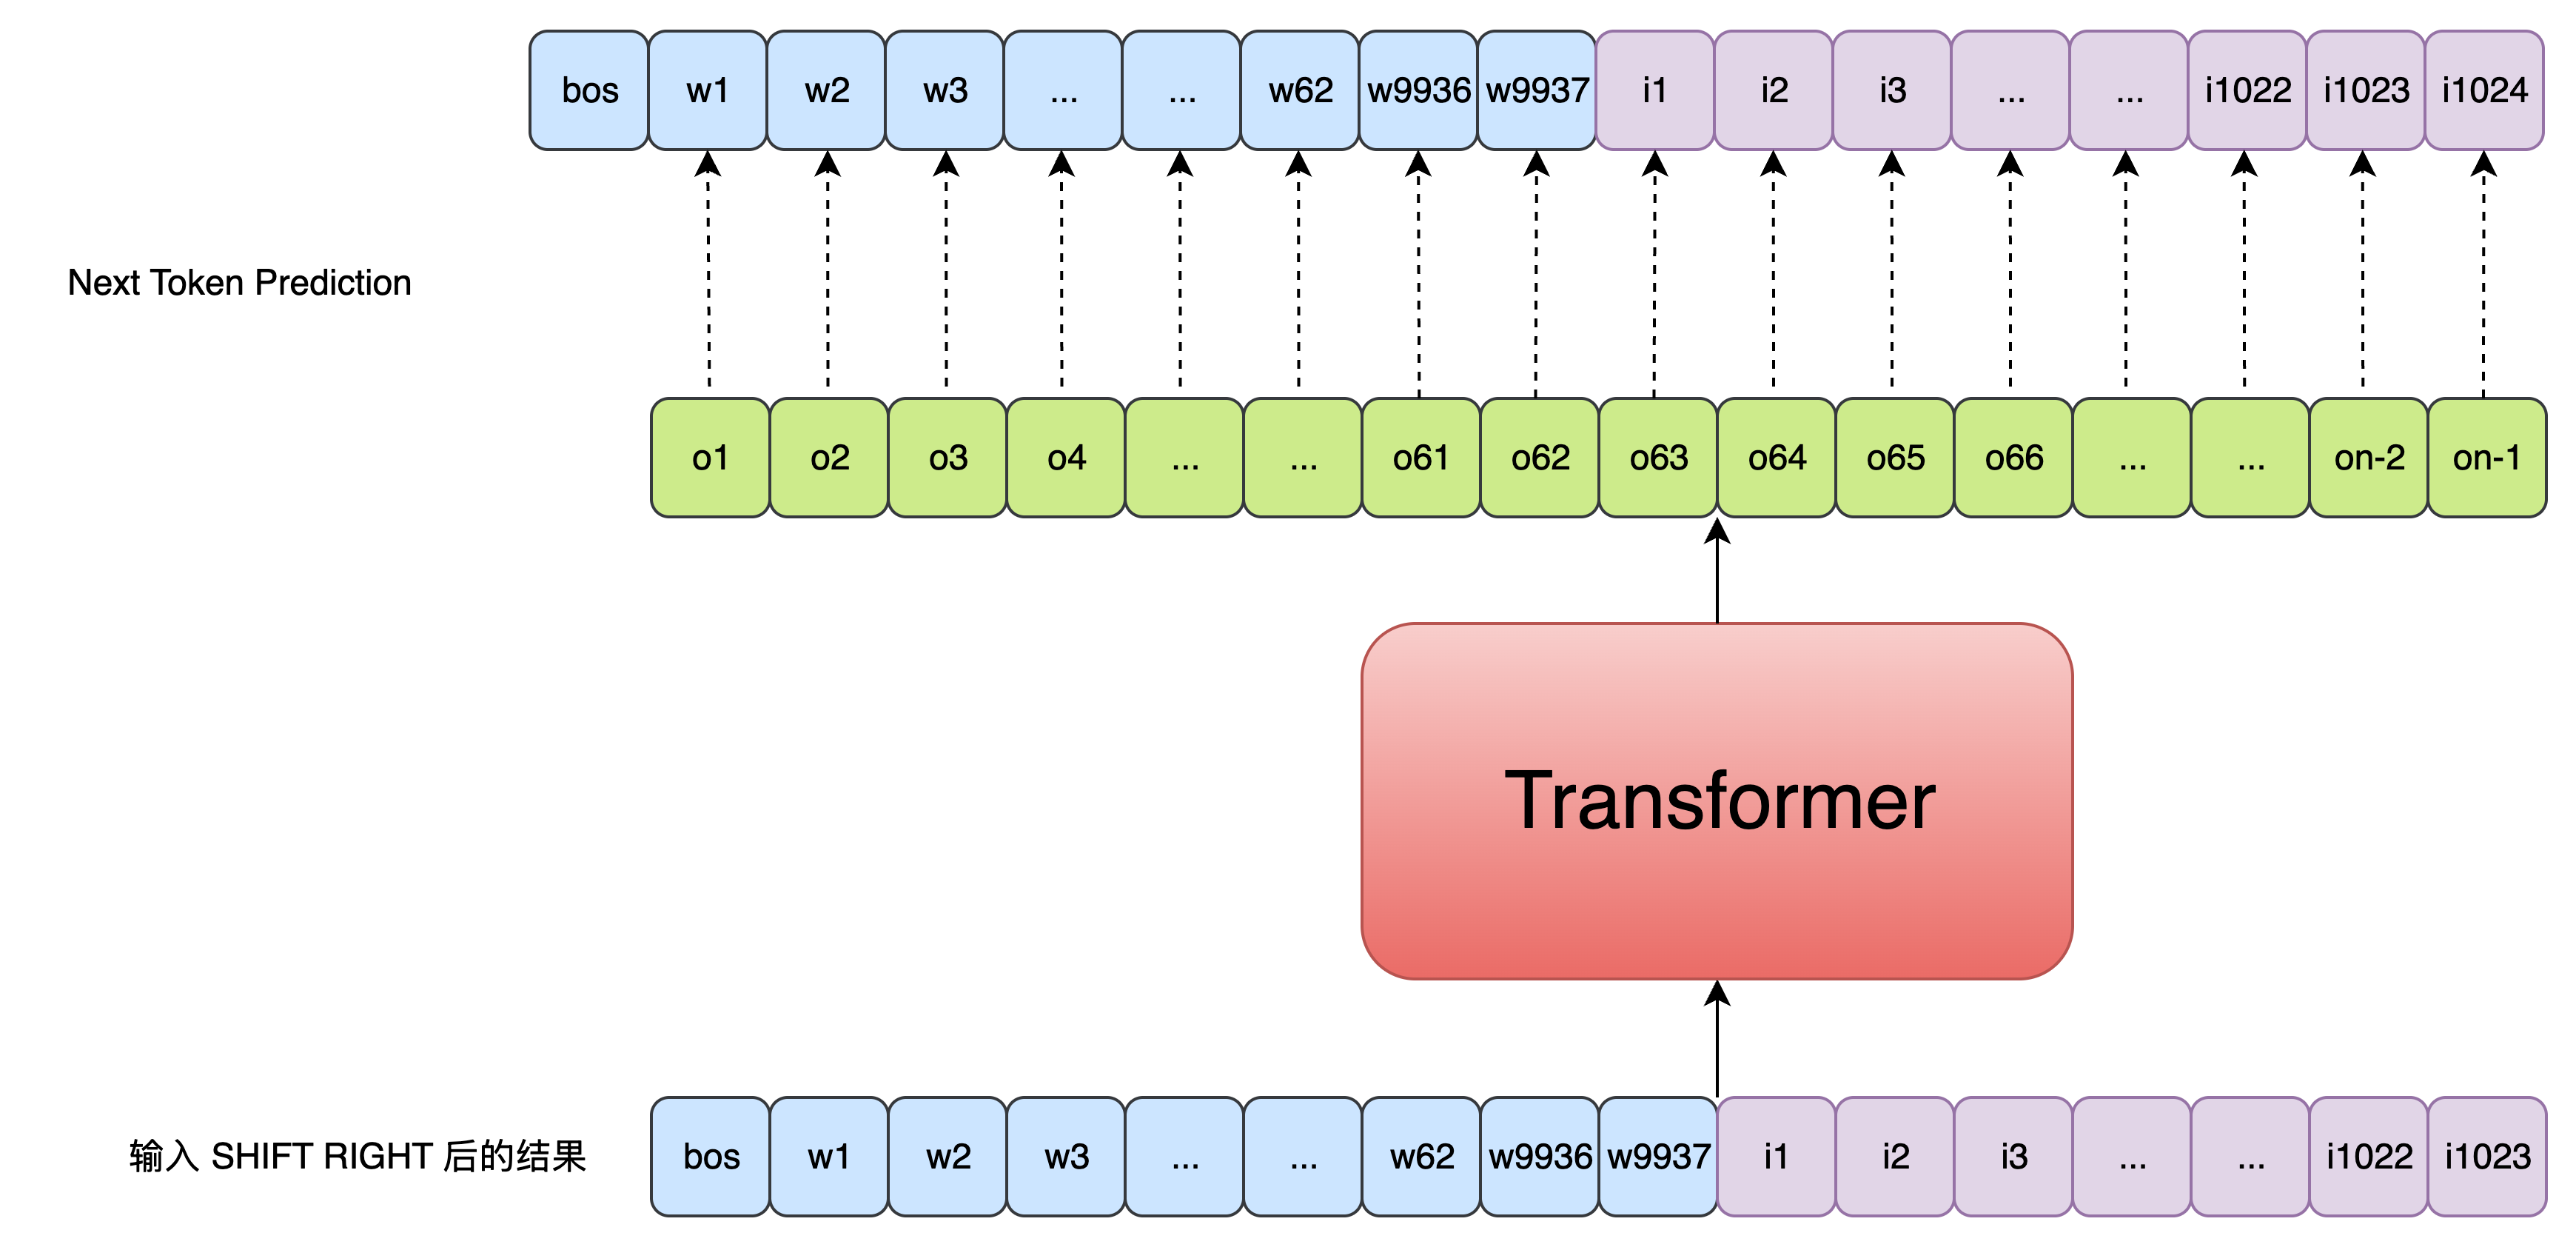 bos w1 w2 w3 ... ... w62 w9936 w9937 i1 i2 i3 ... ... i1022 i1023 i1024
Next Token Prediction
o1 o2 o3 o4 ... ... o61 o62 o63 o64 o65 o66 ... ... on-2 on-1
Transformer
输入 SHIFT RIGHT 后的结果
bos w1 w2 w3 ... ... w62 w9936 w9937 i1 i2 i3 ... ... i1022 i1023